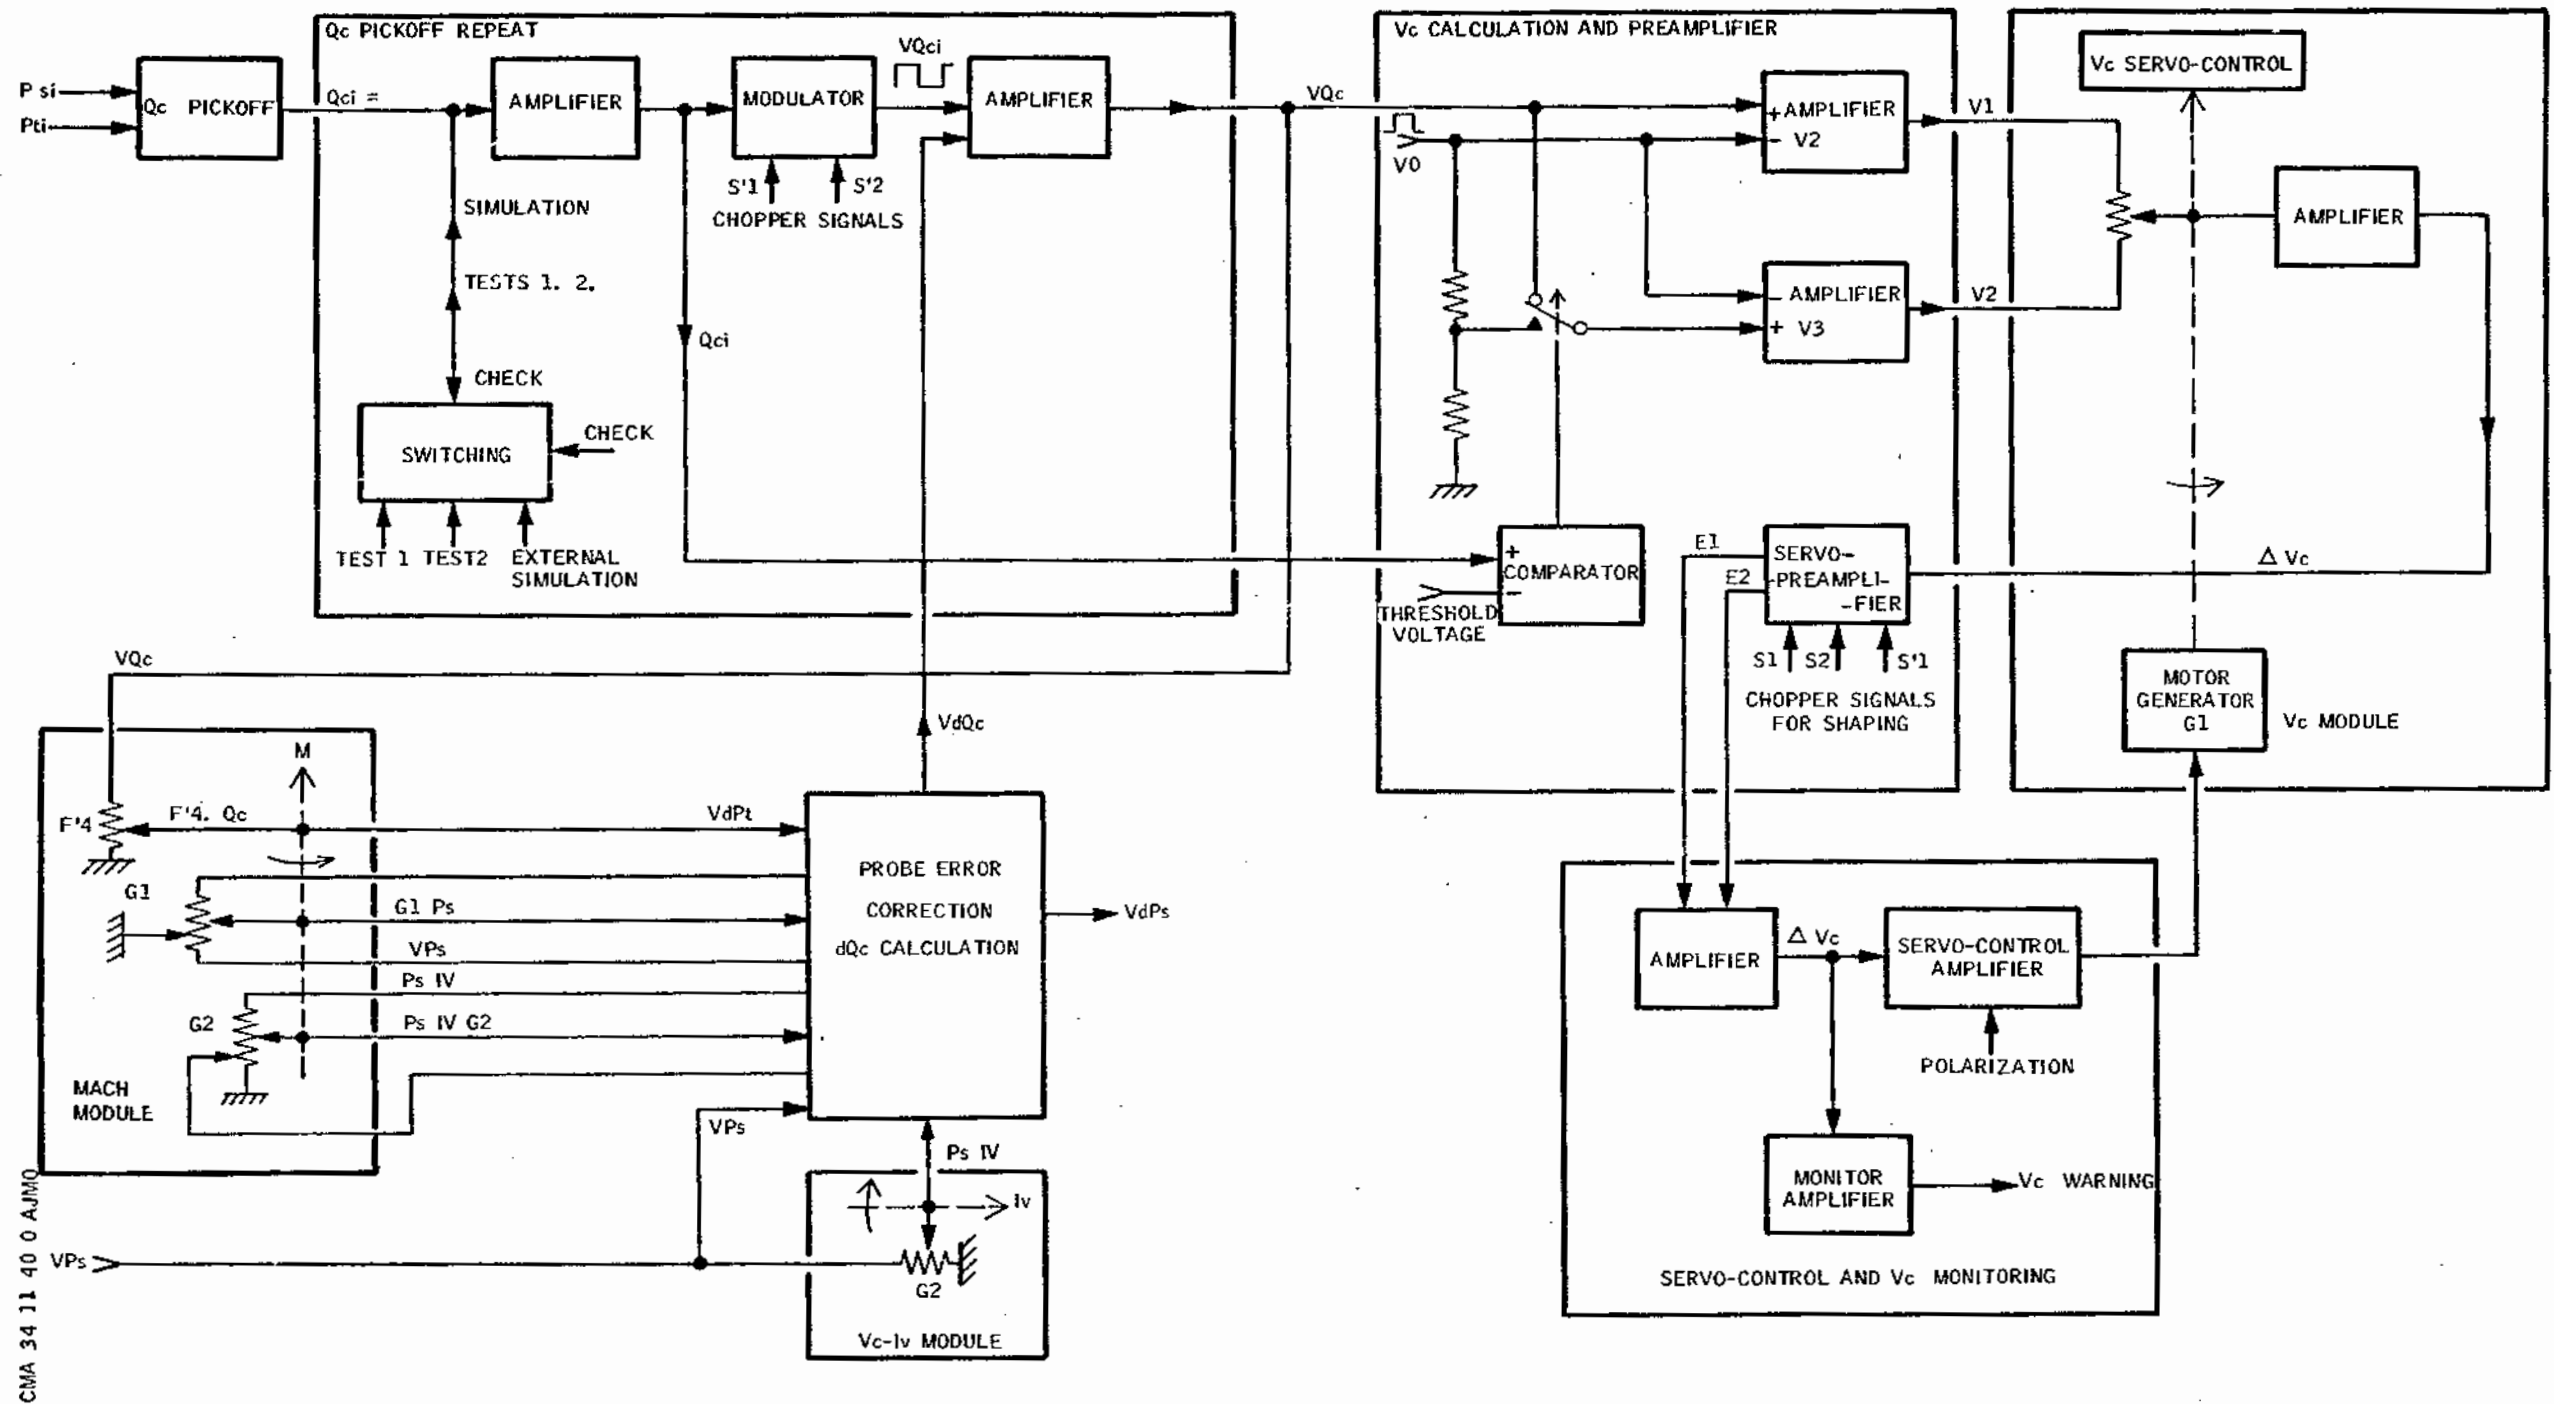 Qc PICKOFF REPEAT
P si
Pti
Qc PICKOFF
Qci =
AMPLIFIER
MODULATOR
VQci
AMPLIFIER
S'1
S'2
CHOPPER SIGNALS
SIMULATION
TESTS 1. 2.
CHECK
SWITCHING
CHECK
TEST 1
TEST2
EXTERNAL
SIMULATION
Qci
VQc
Vc CALCULATION AND PREAMPLIFIER
V0
+AMPLIFIER
- V2
V1
- AMPLIFIER
+ V3
V2
+
COMPARATOR
-
THRESHOLD
VOLTAGE
E1
E2
SERVO-
-PREAMPLI-
-FIER
S1
S2
S'1
CHOPPER SIGNALS
FOR SHAPING
Vc SERVO-CONTROL
AMPLIFIER
Δ Vc
MOTOR
GENERATOR
G1
Vc MODULE
VQc
VdQc
M
F'4
F'4. Qc
VdPt
G1
G1 Ps
VPs
Ps IV
G2
Ps IV G2
MACH
MODULE
PROBE ERROR
CORRECTION
dQc CALCULATION
VdPs
VPs
Ps IV
Iv
G2
Vc-Iv MODULE
VPs
AMPLIFIER
Δ Vc
SERVO-CONTROL
AMPLIFIER
POLARIZATION
MONITOR
AMPLIFIER
Vc WARNING
SERVO-CONTROL AND Vc MONITORING
CMA 34 11 40 0 AJM0